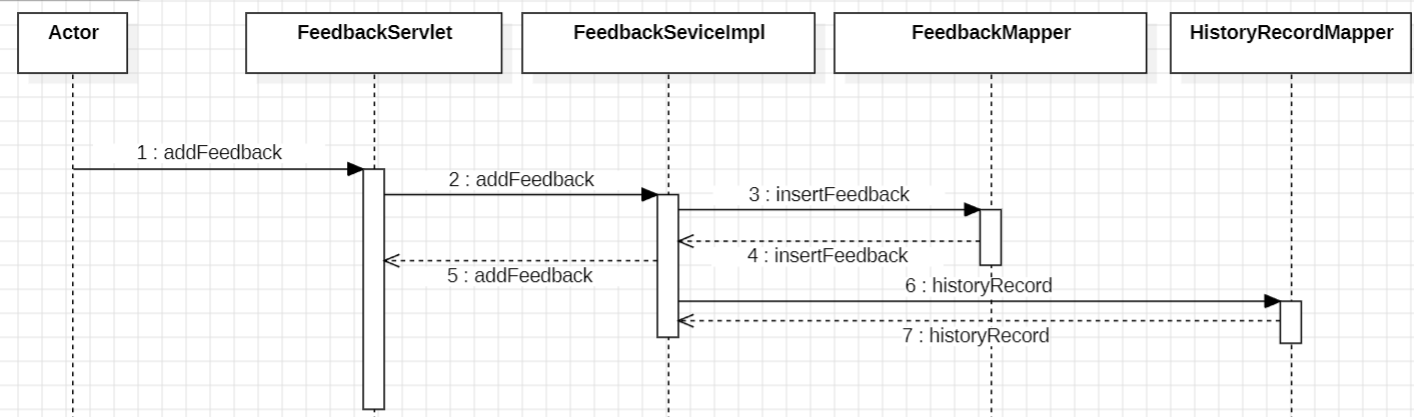 Actor
FeedbackServlet
FeedbackSeviceImpl
FeedbackMapper
HistoryRecordMapper
1 : addFeedback
2 : addFeedback
3 : insertFeedback
4 : insertFeedback
5 : addFeedback
6 : historyRecord
7 : historyRecord